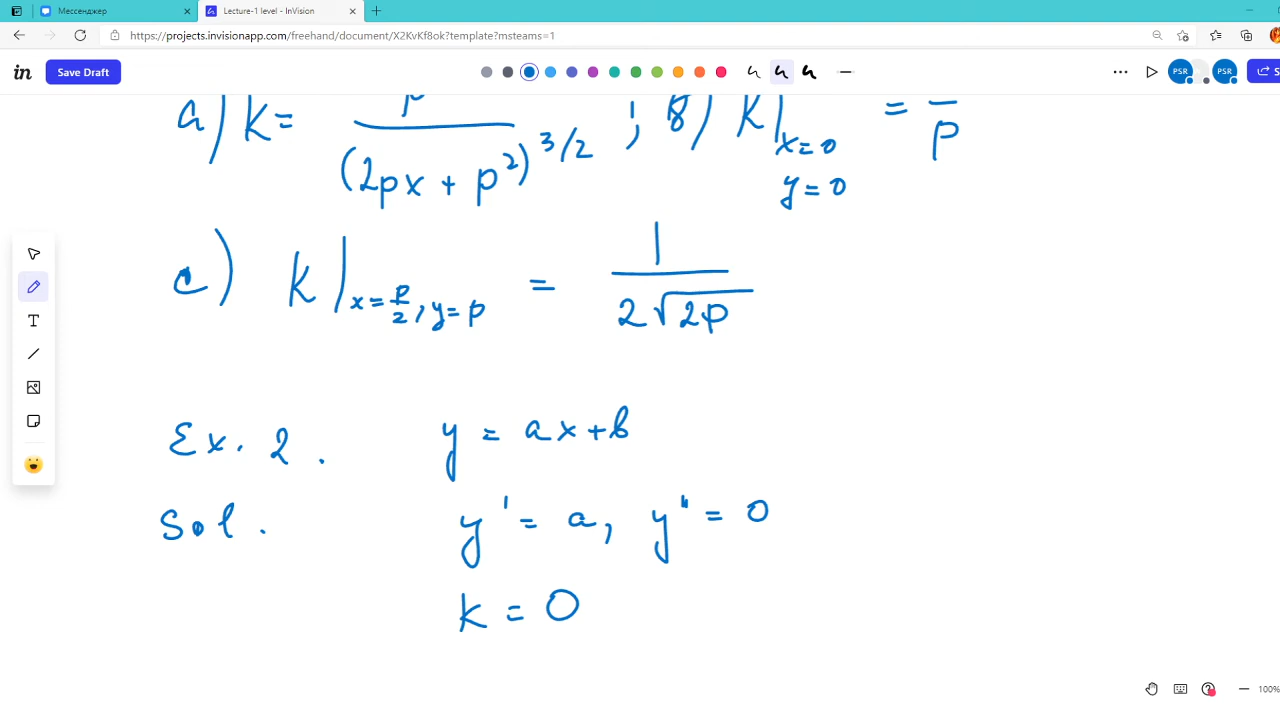 Мессенджер
Lecture-1 level - InVision
https://projects.invisionapp.com/freehand/document/X2KvKf8ok?template?msteams=1
in
Save Draft
PSR
PSR
S
a) k = p / (2px + p²)^3/2 ; b) k | x=0 y=0 = — / p
c) k | x = p/2 , y = p = 1 / 2√2p
Ex. 2. y = ax+b
Sol. y' = a, y" = 0
k = 0
T
100%